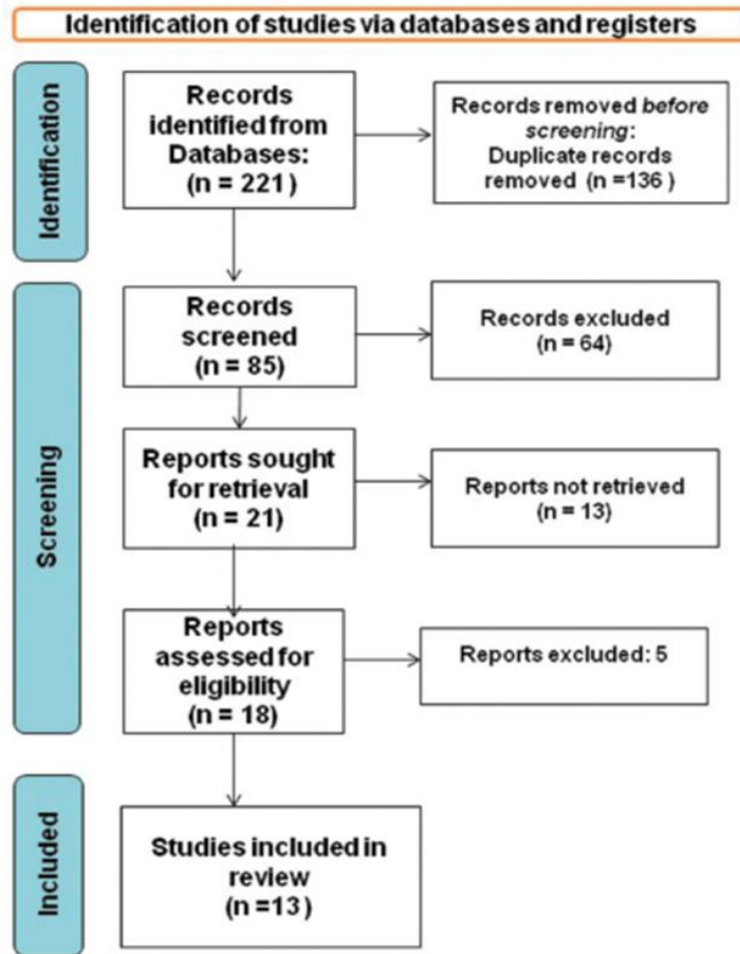 Identification of studies via databases and registers
Identification
Records
identified from
Databases:
(n = 221 )
Records removed before
screening:
Duplicate records
removed (n =136 )
Screening
Records
screened
(n = 85)
Records excluded
(n = 64)
Reports sought
for retrieval
(n = 21)
Reports not retrieved
(n = 13)
Reports
assessed for
eligibility
(n = 18)
Reports excluded: 5
Included
Studies included in
review
(n =13 )